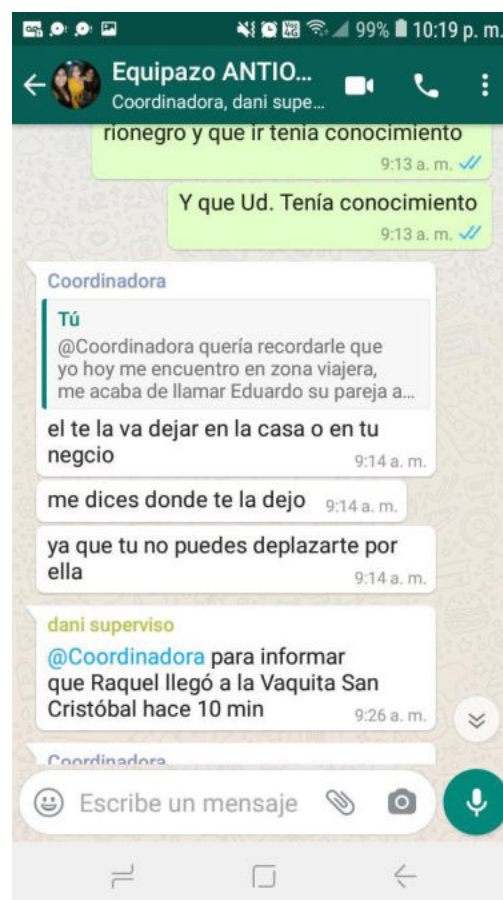 99% 10:19 p. m.
Equipazo ANTIO...
Coordinadora, dani supe...
rionegro y que ir tenia conocimiento
9:13 a. m.
Y que Ud. Tenía conocimiento
9:13 a. m.
Coordinadora
Tú
@Coordinadora quería recordarle que
yo hoy me encuentro en zona viajera,
me acaba de llamar Eduardo su pareja a...
el te la va dejar en la casa o en tu
negcio
9:14 a. m.
me dices donde te la dejo 9:14 a. m.
ya que tu no puedes deplazarte por
ella
9:14 a. m.
dani superviso
@Coordinadora para informar
que Raquel llegó a la Vaquita San
Cristóbal hace 10 min
9:26 a. m.
Coordinadora
Escribe un mensaje